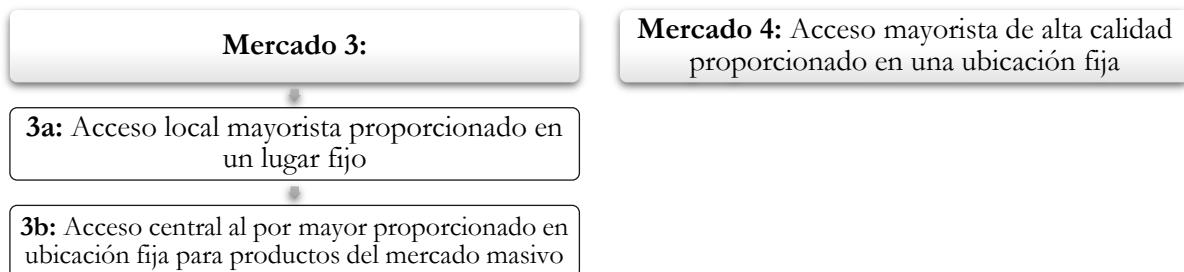 Mercado 3:
3a: Acceso local mayorista proporcionado en
un lugar fijo
3b: Acceso central al por mayor proporcionado en
ubicación fija para productos del mercado masivo
Mercado 4: Acceso mayorista de alta calidad
proporcionado en una ubicación fija